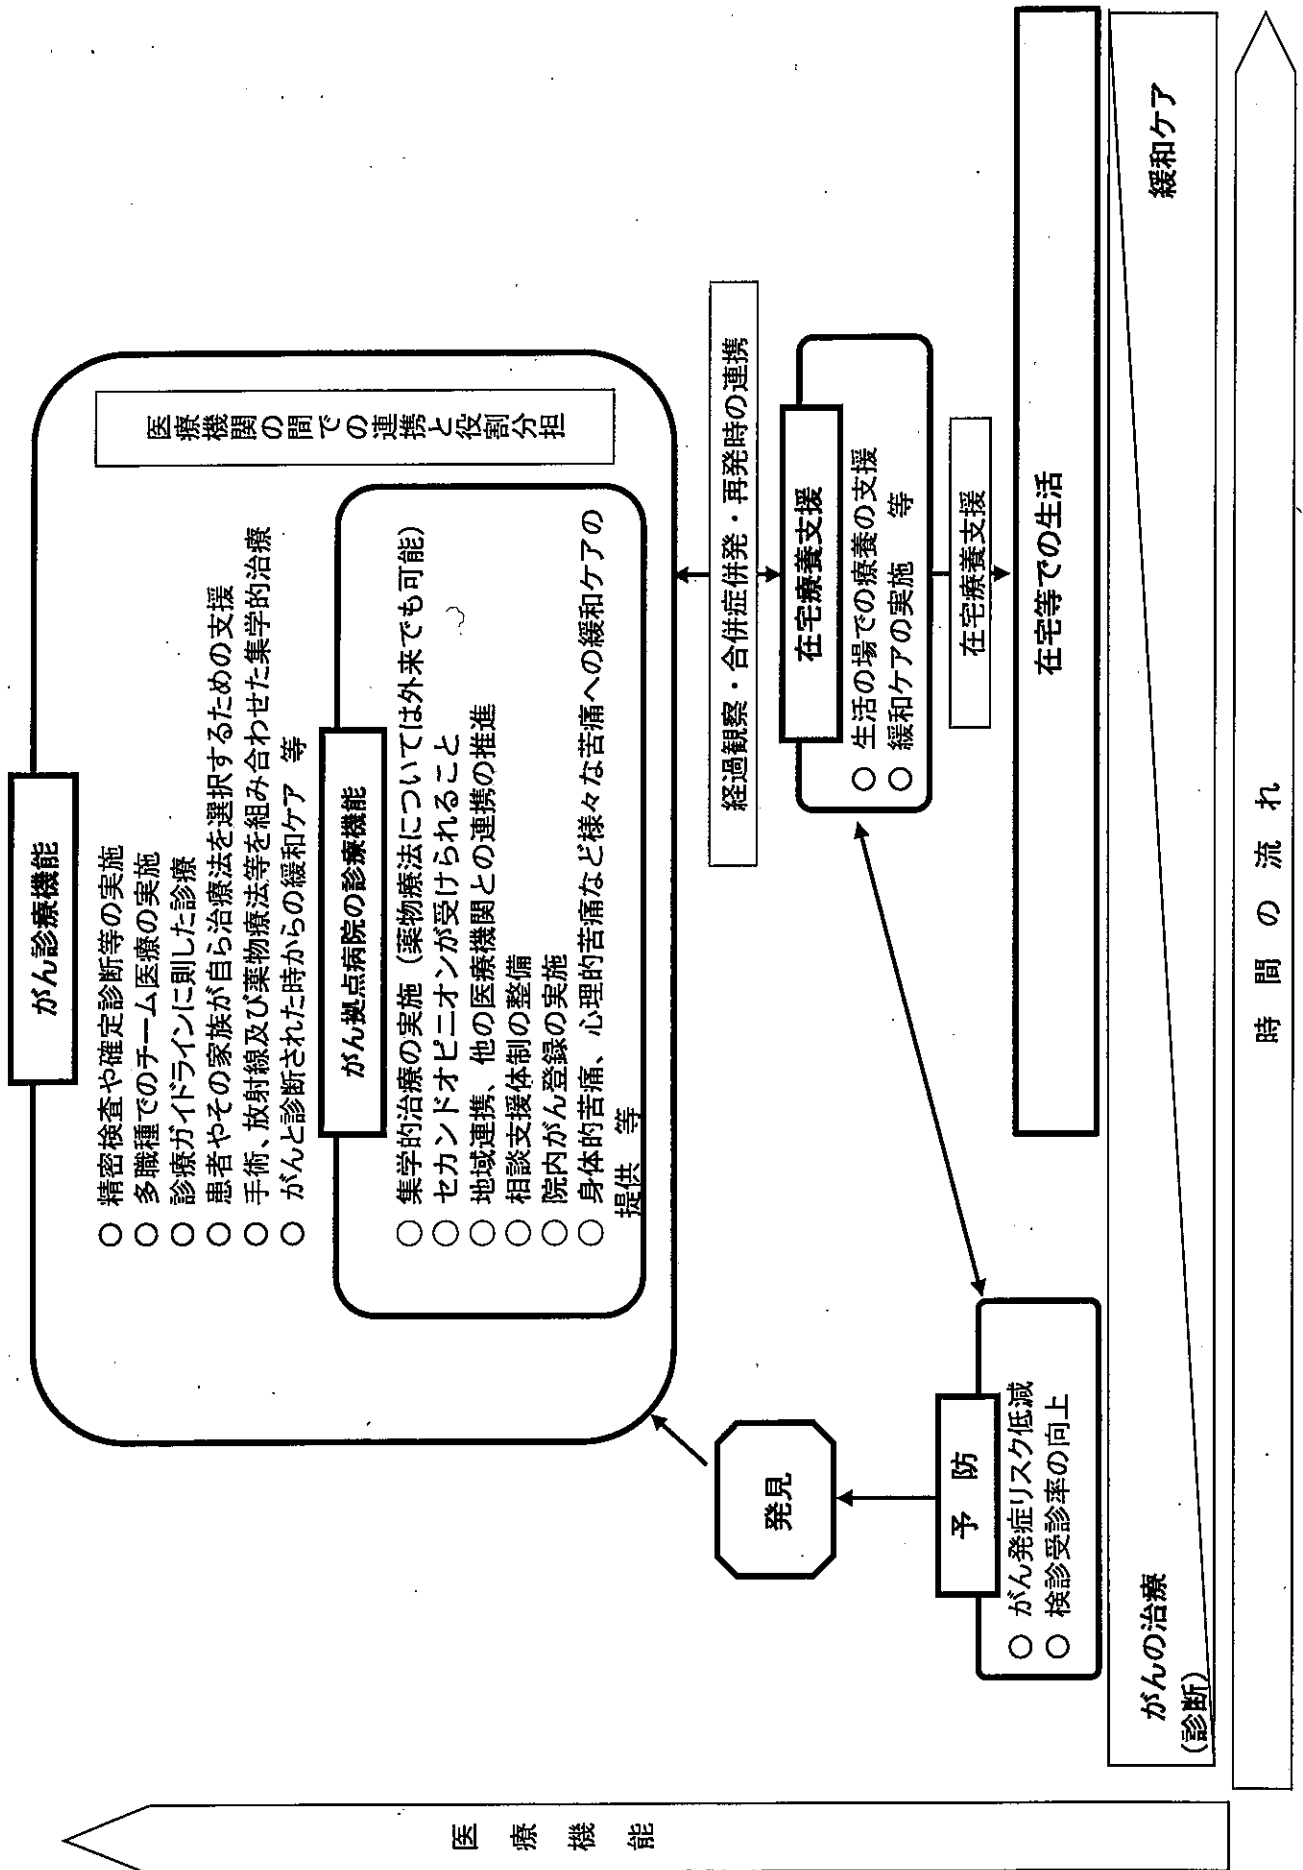 がん診療機能
○ 精密検査や確定診断等の実施
○ 多職種でのチーム医療の実施
○ 診療ガイドラインに則した診療
○ 患者やその家族が自ら治療法を選択するための支援
○ 手術、放射線及び薬物療法等を組み合わせた集学的治療
○ がんと診断された時からの緩和ケア 等
医療機関の間での連携と役割分担
がん拠点病院の診療機能
○ 集学的治療の実施（薬物療法については外来でも可能）
○ セカンドオピニオンが受けられること
○ 地域連携、他の医療機関との連携の推進
○ 相談支援体制の整備
○ 院内がん登録の実施
○ 身体的苦痛、心理的苦痛など様々な苦痛への緩和ケアの
提供 等
発見
経過観察・合併症併発・再発時の連携
在宅療養支援
○ 生活の場での療養の支援
○ 緩和ケアの実施 等
在宅療養支援
予 防
○ がん発症リスク低減
○ 検診受診率の向上
在宅等での生活
がんの治療
（診断）
緩和ケア
時 間 の 流 れ
医 療 機 能